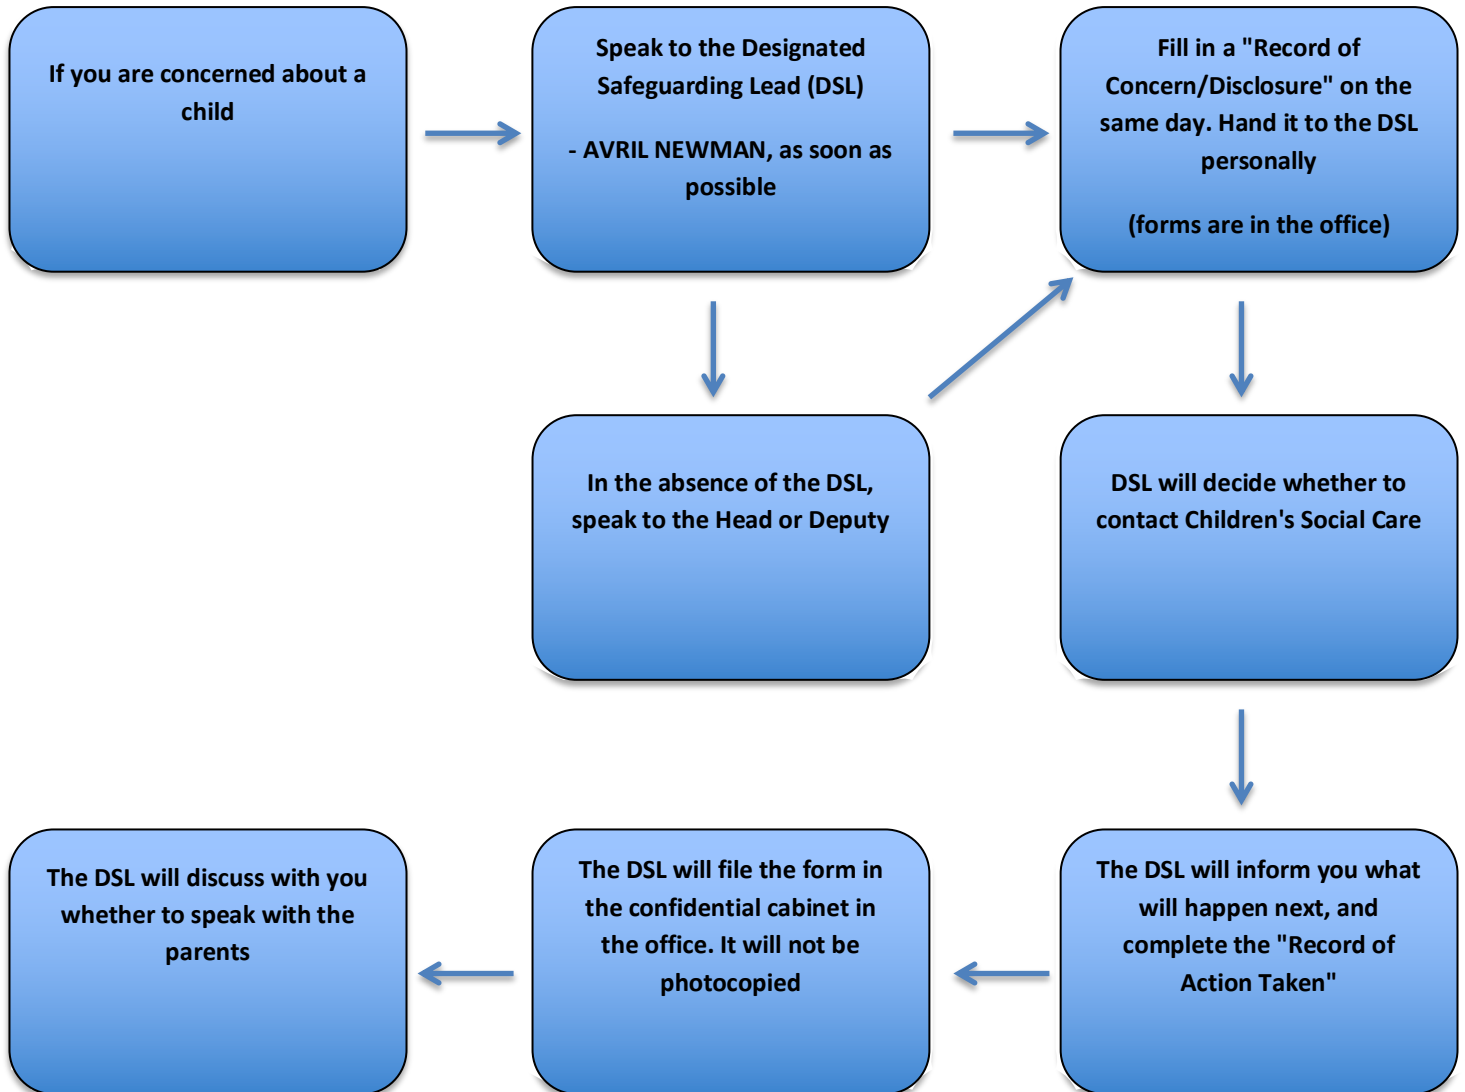 If you are concerned about a
child
Speak to the Designated
Safeguarding Lead (DSL)
- AVRIL NEWMAN, as soon as
possible
Fill in a "Record of
Concern/Disclosure" on the
same day. Hand it to the DSL
personally
(forms are in the office)
In the absence of the DSL,
speak to the Head or Deputy
DSL will decide whether to
contact Children's Social Care
The DSL will inform you what
will happen next, and
complete the "Record of
Action Taken"
The DSL will file the form in
the confidential cabinet in
the office. It will not be
photocopied
The DSL will discuss with you
whether to speak with the
parents